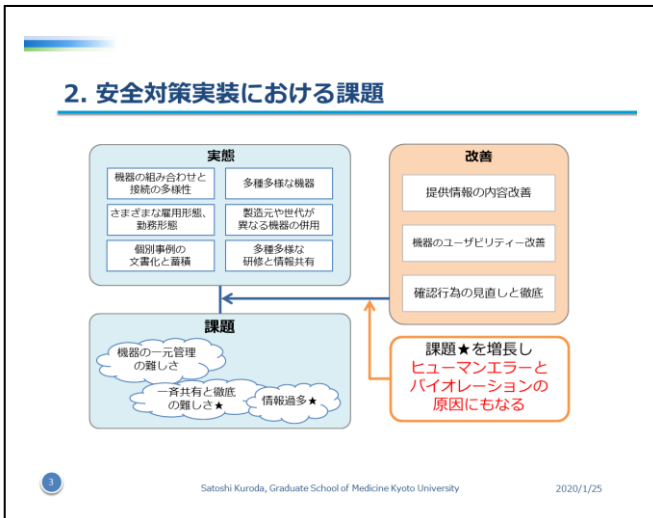 2. 安全対策実装における課題
実態
機器の組み合わせと
接続の多様性
多種多様な機器
さまざまな雇用形態、
勤務形態
製造元や世代が
異なる機器の併用
個別事例の
文書化と蓄積
多種多様な
研修と情報共有
改善
提供情報の内容改善
機器のユーザビリティー改善
確認行為の見直しと徹底
課題
機器の一元管理
の難しさ
一斉共有と徹底
の難しさ★
情報過多★
課題★を増長し
ヒューマンエラーと
バイオレーションの
原因にもなる
3
Satoshi Kuroda, Graduate School of Medicine Kyoto University
2020/1/25